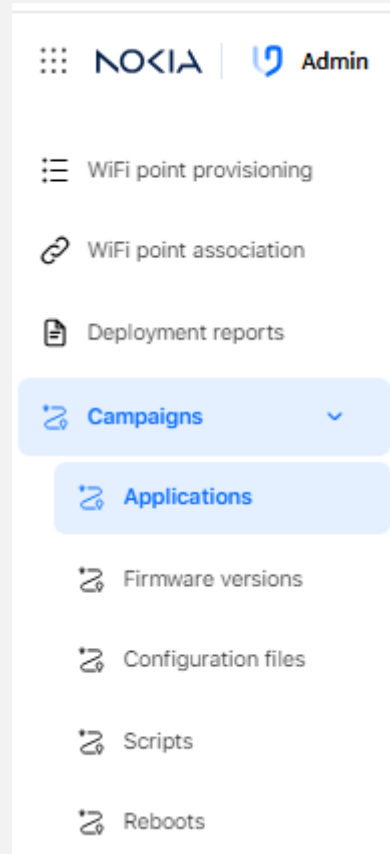 NOKIA Admin
WiFi point provisioning
WiFi point association
Deployment reports
Campaigns
Applications
Firmware versions
Configuration files
Scripts
Reboots